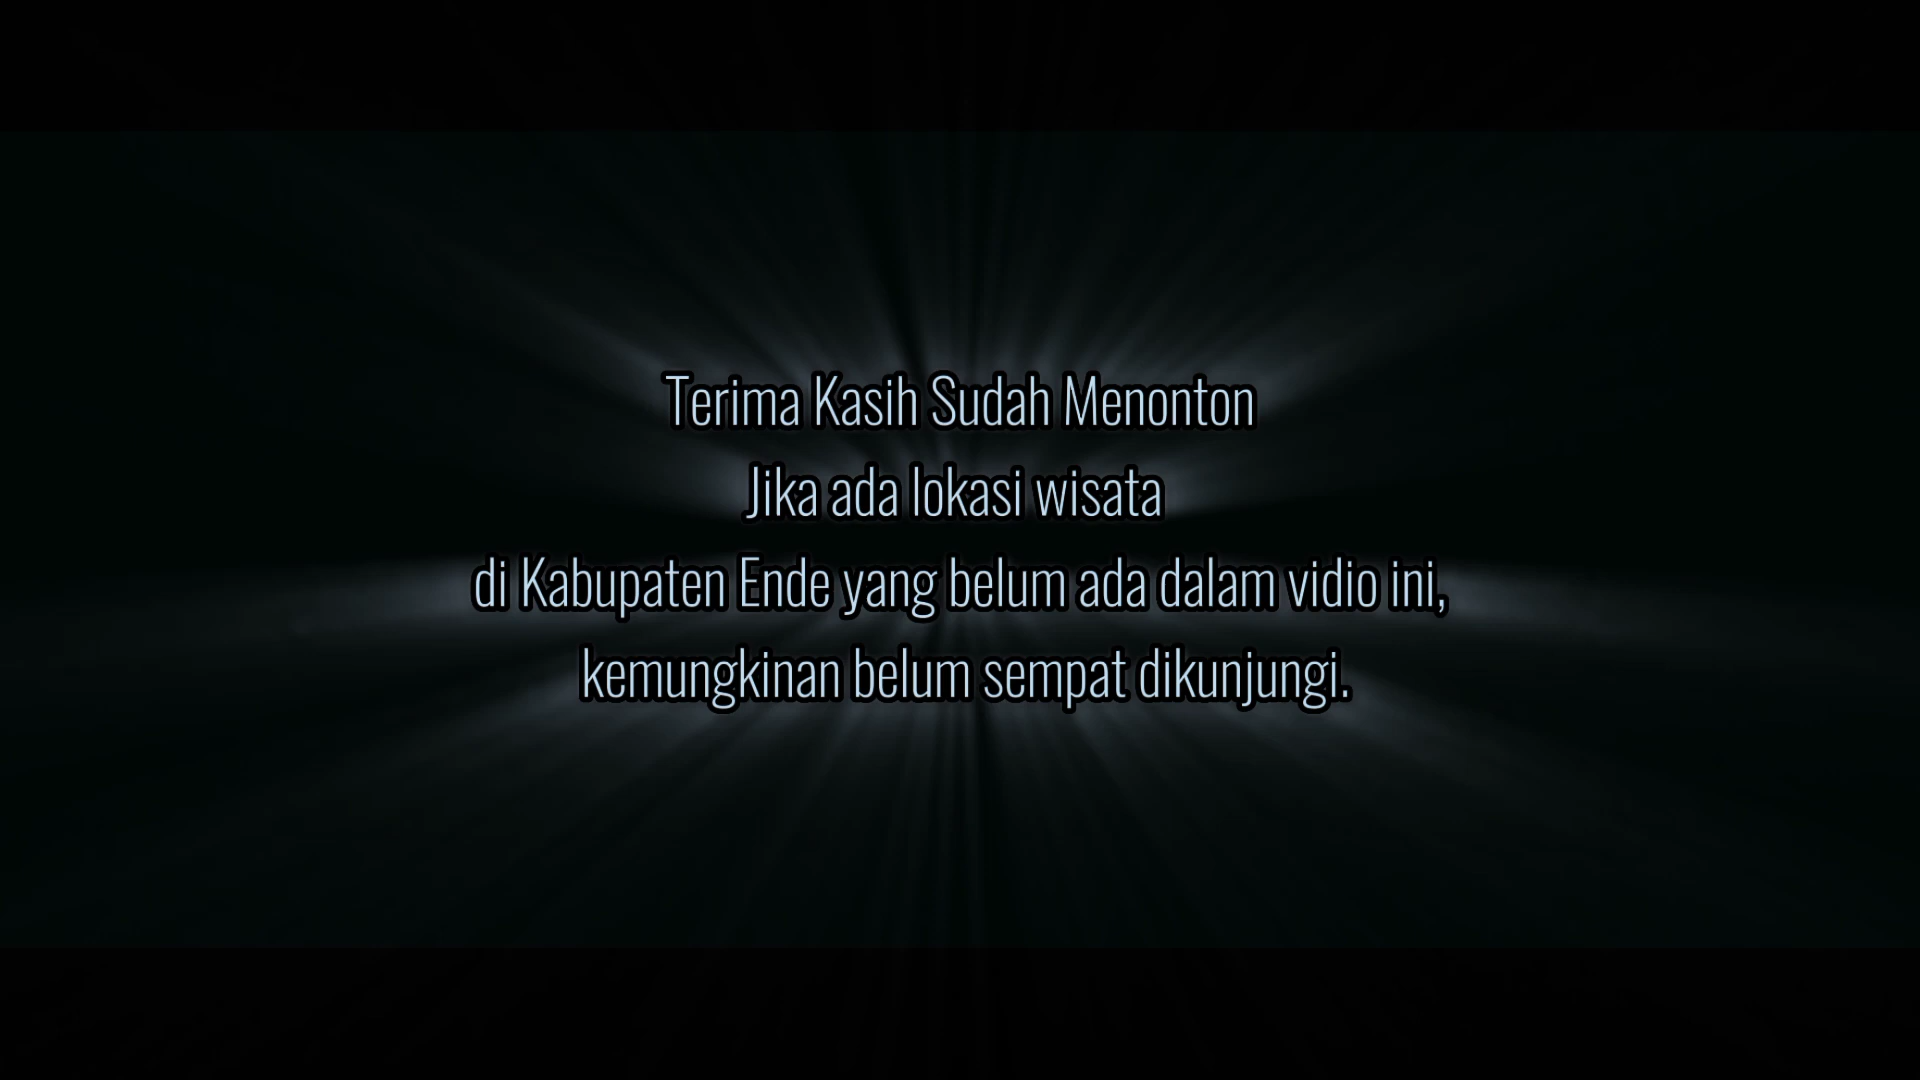 Terima Kasih Sudah Menonton
Jika ada lokasi wisata
di Kabupaten Ende yang belum ada dalam vidio ini,
kemungkinan belum sempat dikunjungi.